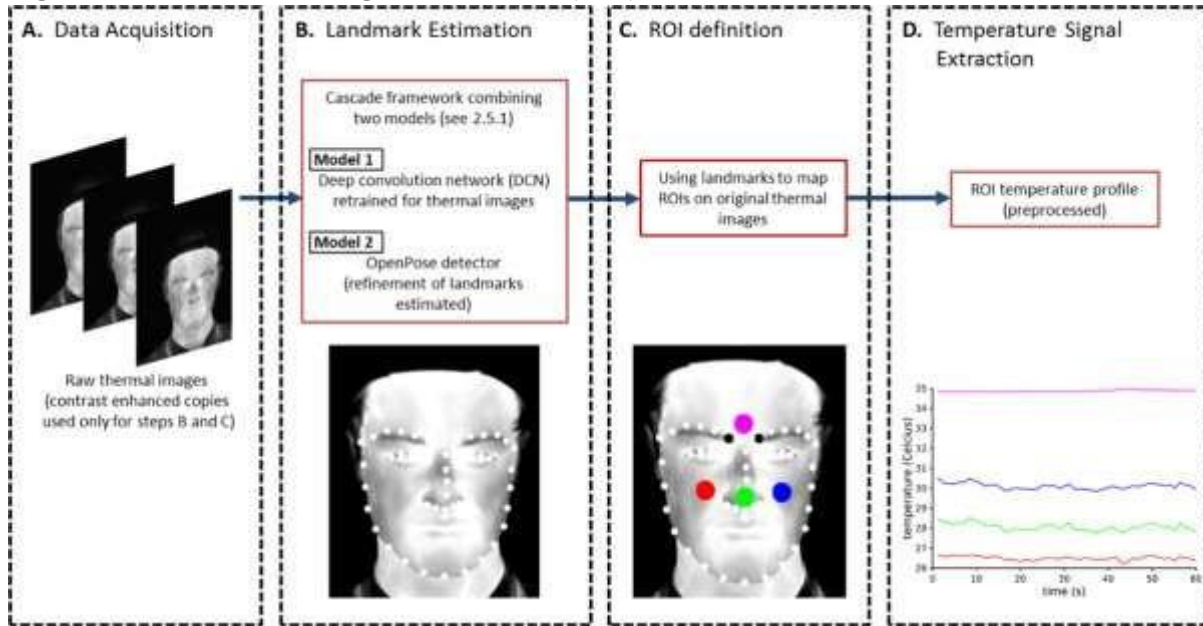 A. Data Acquisition
Raw thermal images
(contrast enhanced copies
used only for steps B and C)
B. Landmark Estimation
Cascade framework combining
two models (see 2.5.1)
Model 1
Deep convolution network (DCN)
retrained for thermal images
Model 2
OpenPose detector
(refinement of landmarks
estimated)
C. ROI definition
Using landmarks to map
ROIs on original thermal
images
D. Temperature Signal
Extraction
ROI temperature profile
(preprocessed)
temperature (Celcius)
35
34
33
32
31
30
29
28
27
26
0 10 20 30 40 50 60
time (s)